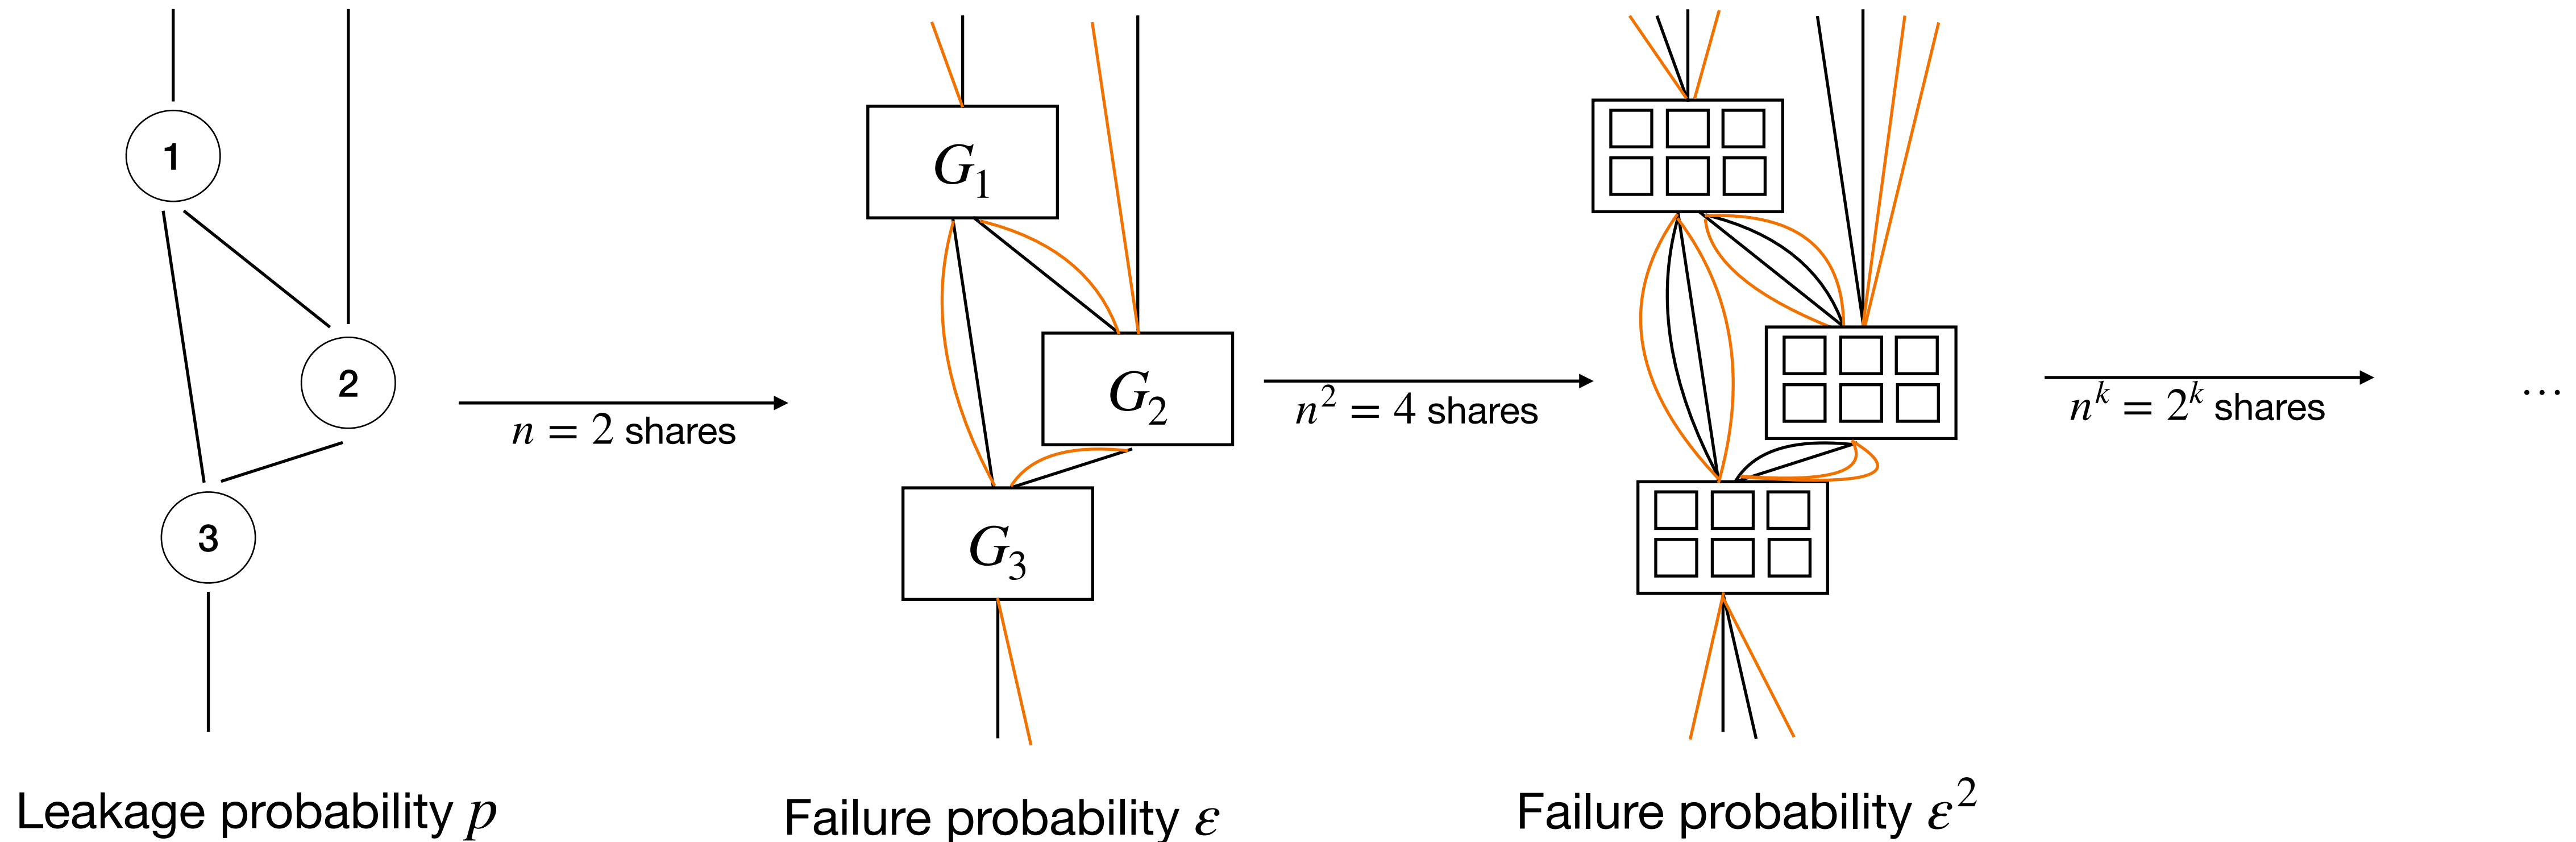 1
2
3
n = 2 shares
Leakage probability p
G₁
G₂
G₃
n² = 4 shares
Failure probability ε
nᵏ = 2ᵏ shares
Failure probability ε²
...